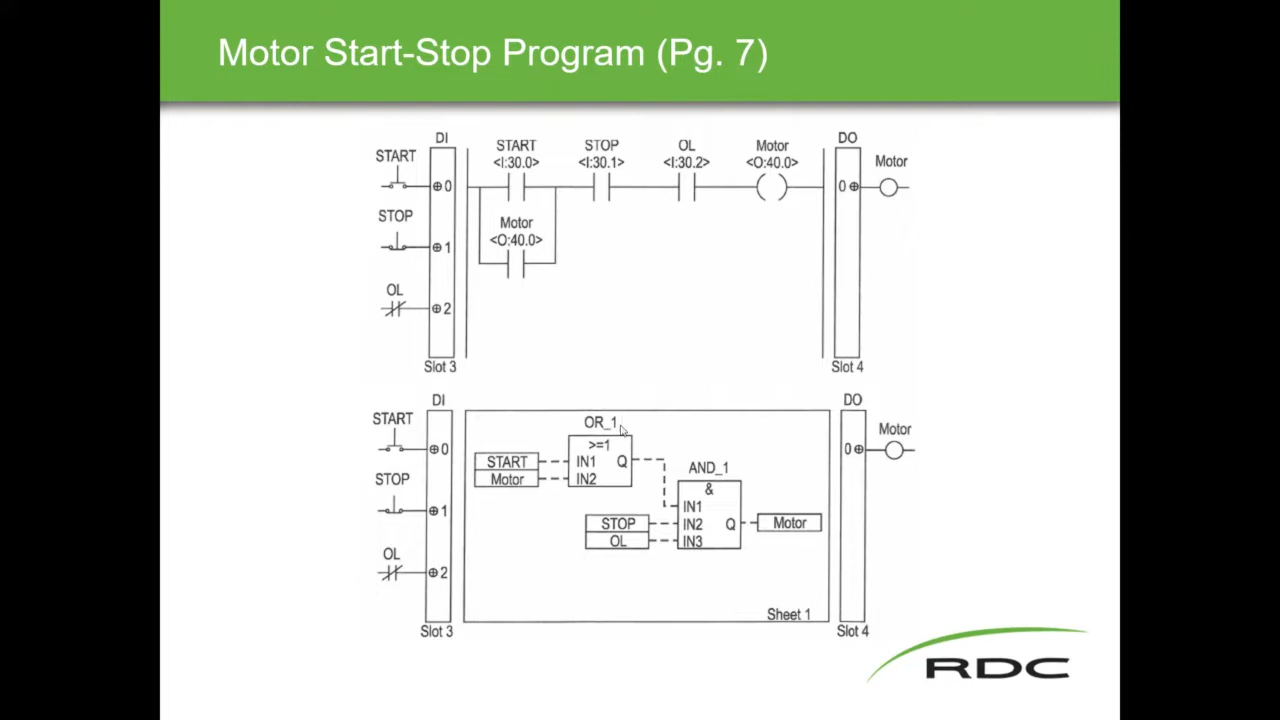 Motor Start-Stop Program (Pg. 7)
DI
START
0
STOP
1
OL
2
Slot 3
START
<I:30.0>
STOP
<I:30.1>
OL
<I:30.2>
Motor
<O:40.0>
Motor
<O:40.0>
DO
0
Motor
Slot 4
DI
START
0
STOP
1
OL
2
Slot 3
OR_1
>=1
START
IN1
Q
Motor
IN2
AND_1
&
IN1
STOP
IN2
Q
Motor
OL
IN3
Sheet 1
DO
0
Motor
Slot 4
RDC